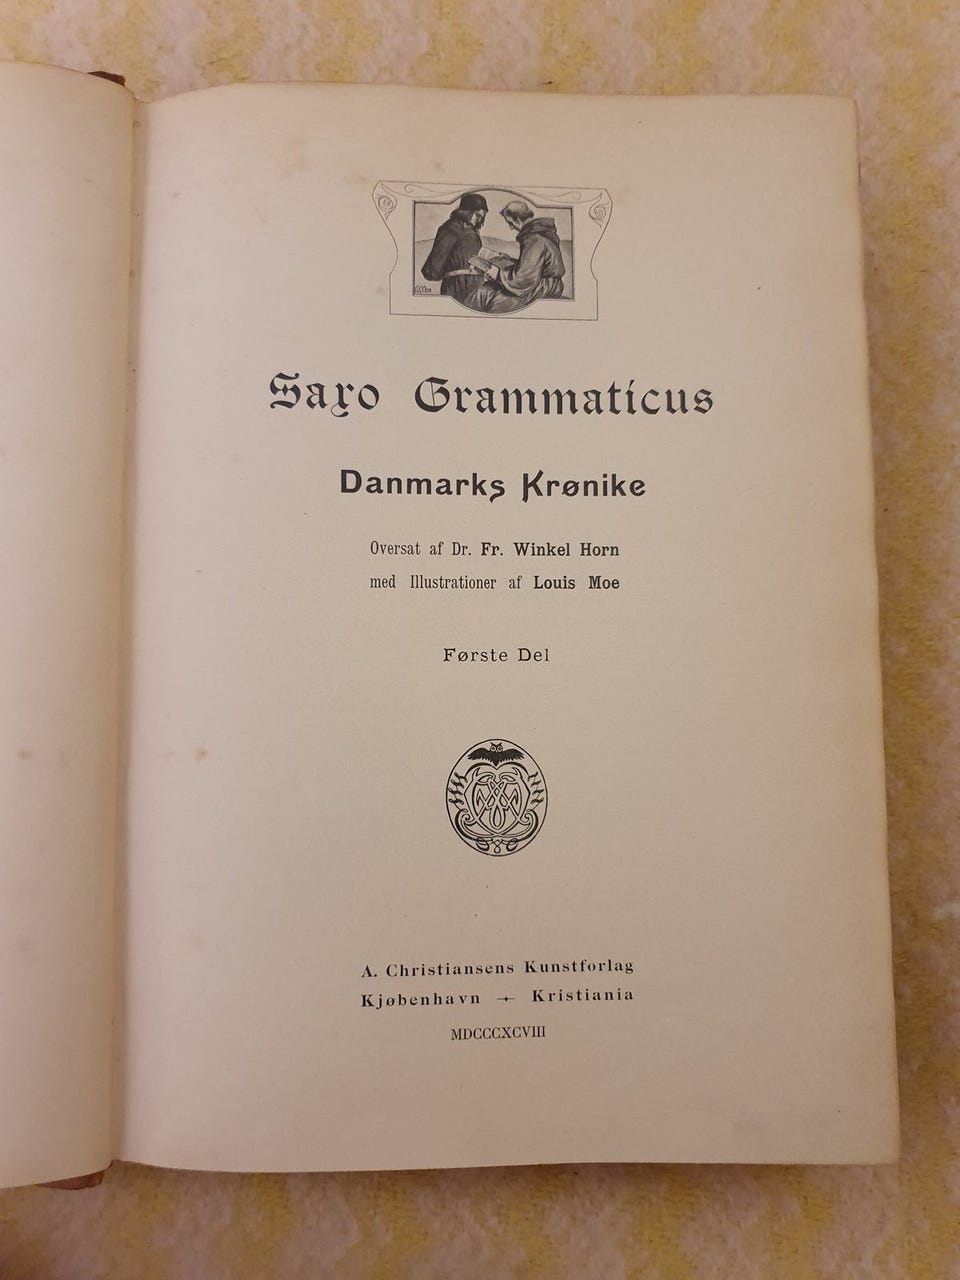 L. Moe
Saxo Grammaticus
Danmarks Krønike
Oversat af Dr. Fr. Winkel Horn
med Illustrationer af Louis Moe
Første Del
A. Christiansens Kunstforlag
Kjøbenhavn — Kristiania
MDCCCXCVIII